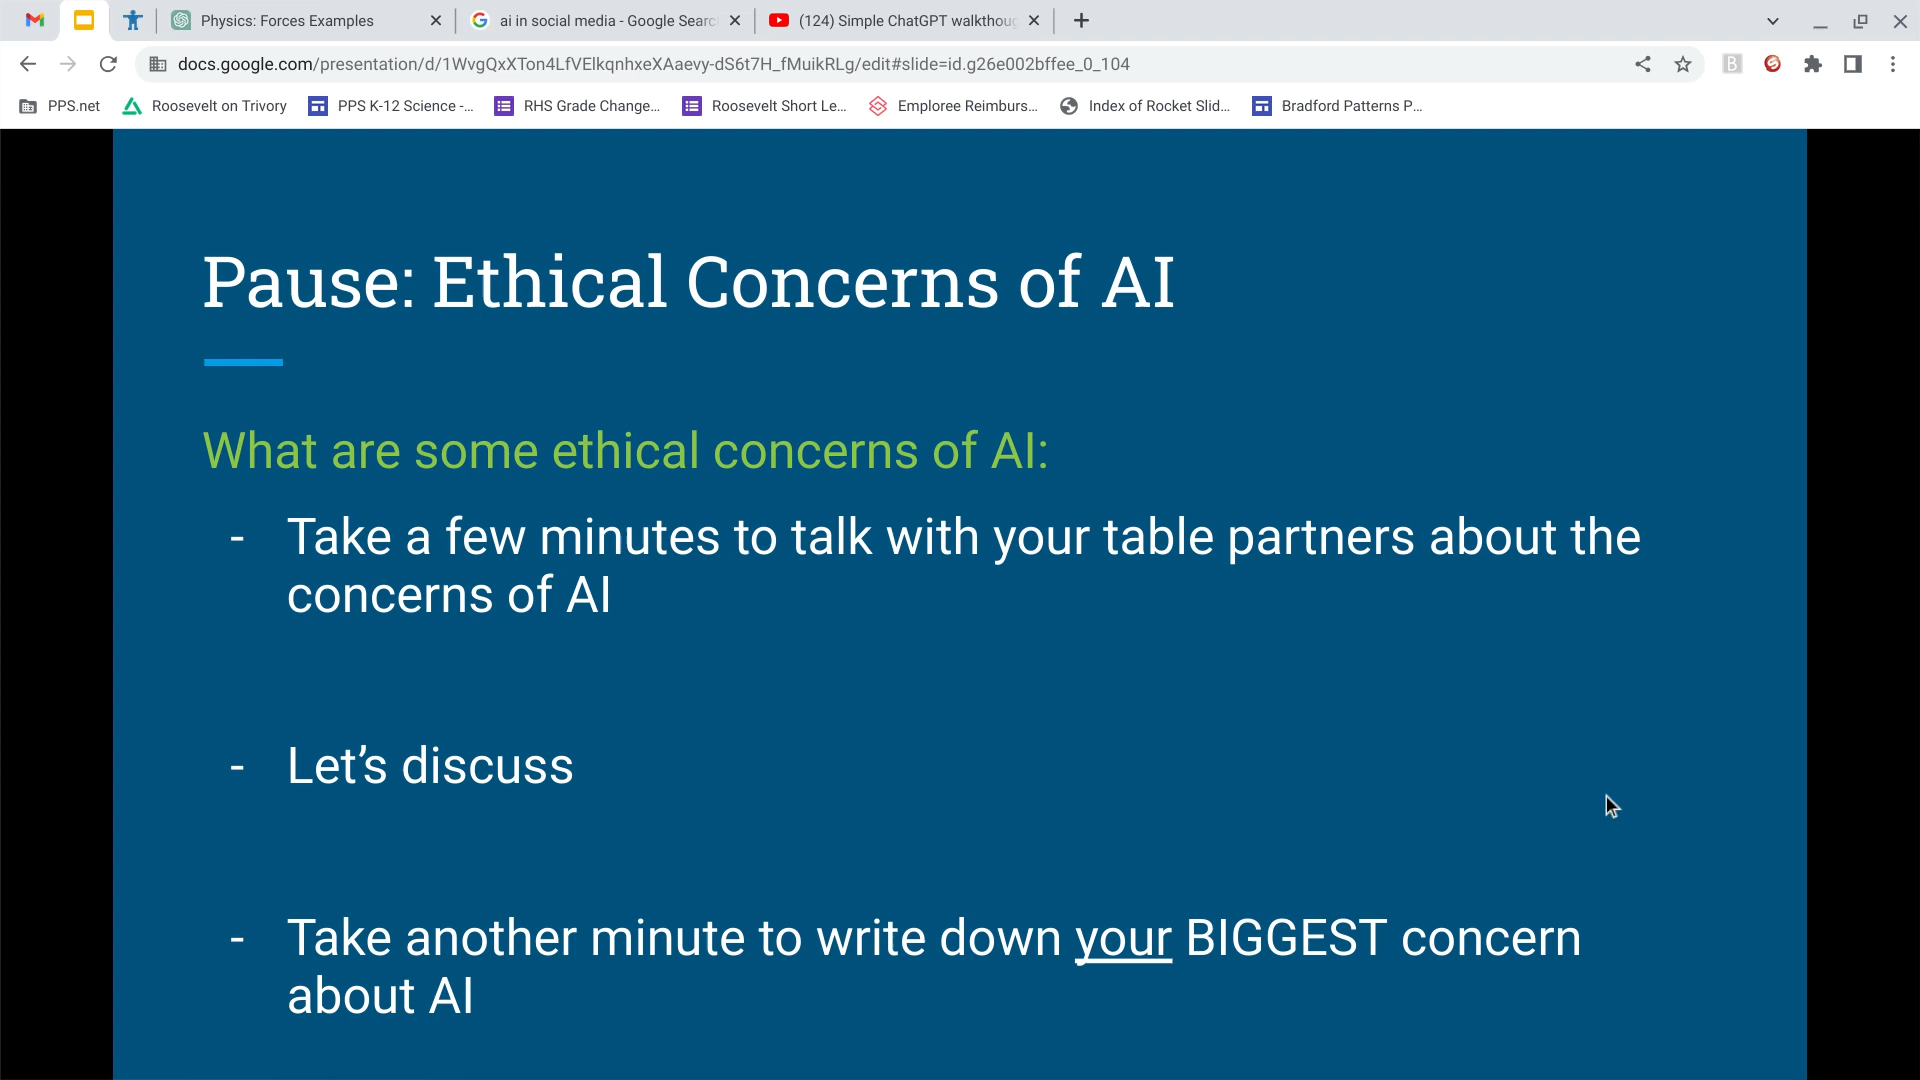 Physics: Forces Examples
ai in social media - Google Searc
(124) Simple ChatGPT walkthoug
docs.google.com/presentation/d/1WvgQxXTon4LfVElkqnhxeXAaevy-dS6t7H_fMuikRLg/edit#slide=id.g26e002bffee_0_104
PPS.net
Roosevelt on Trivory
PPS K-12 Science -...
RHS Grade Change...
Roosevelt Short Le...
Emploree Reimburs...
Index of Rocket Slid...
Bradford Patterns P...
Pause: Ethical Concerns of AI
What are some ethical concerns of AI:
- Take a few minutes to talk with your table partners about the
concerns of AI
- Let's discuss
- Take another minute to write down your BIGGEST concern
about AI